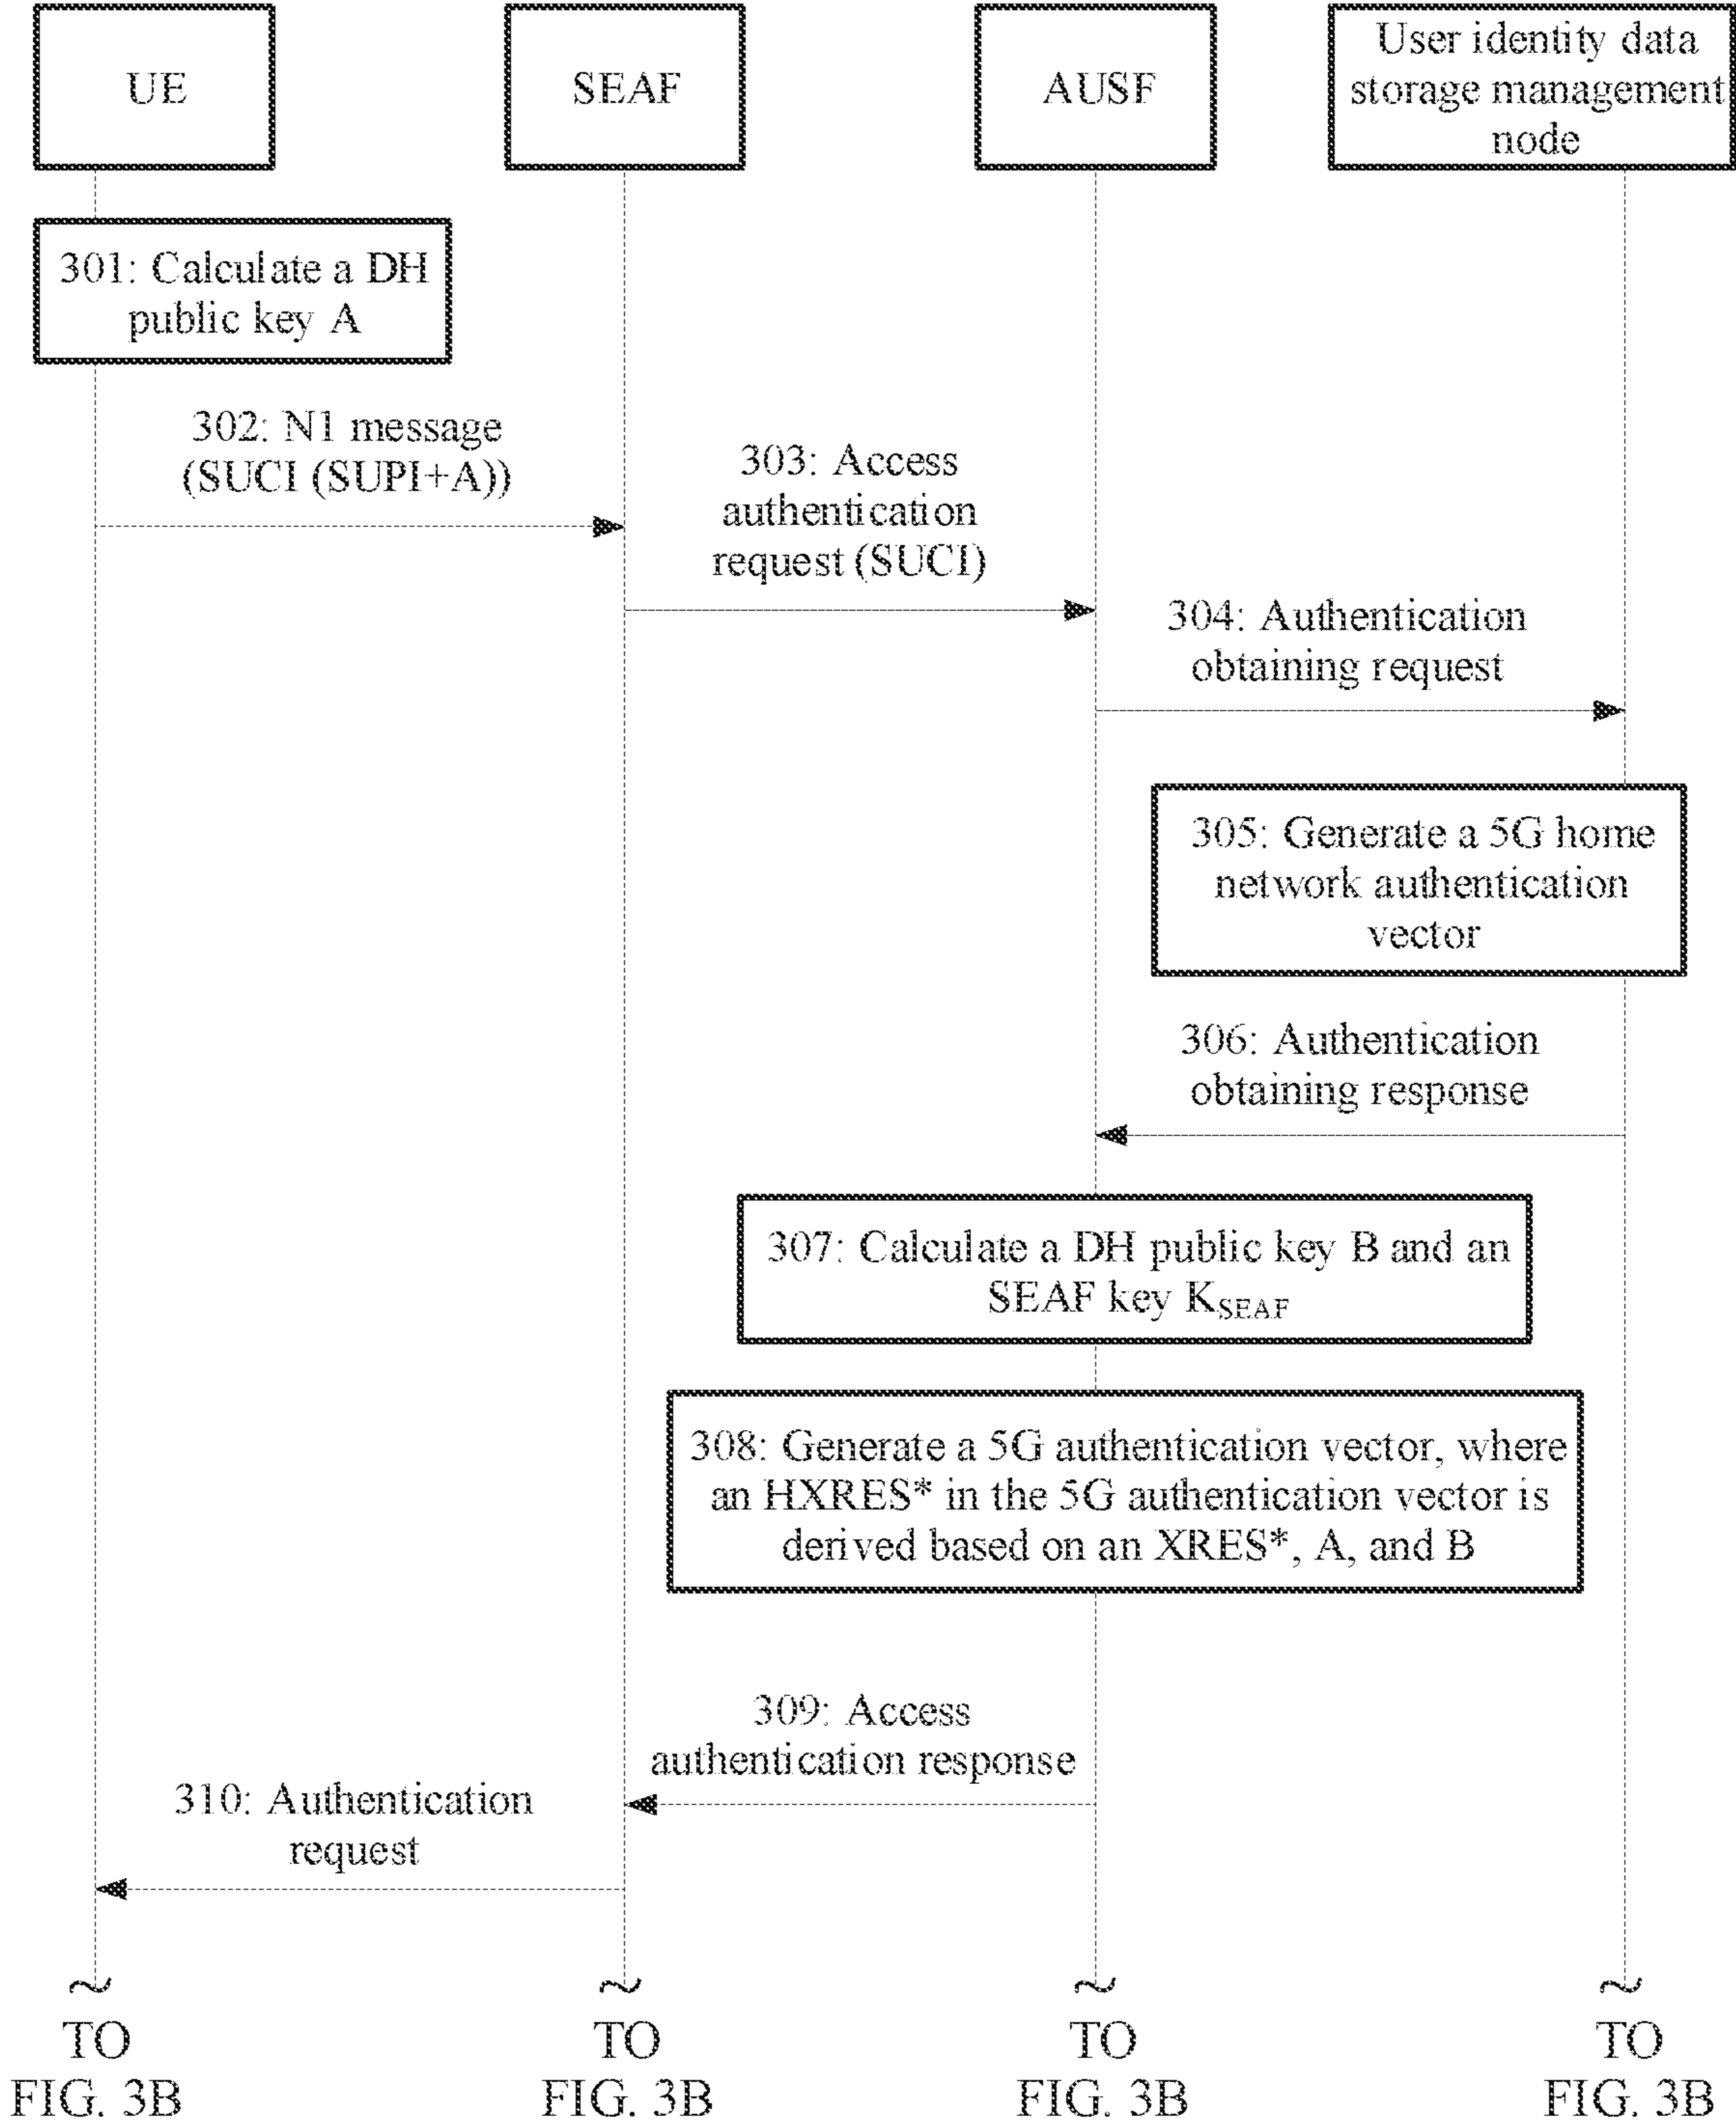 UE
SEAF
AUSF
User identity data
storage management
node
301: Calculate a DH
public key A
302: N1 message
(SUCI (SUPI+A))
303: Access
authentication
request (SUCI)
304: Authentication
obtaining request
305: Generate a 5G home
network authentication
vector
306: Authentication
obtaining response
307: Calculate a DH public key B and an
SEAF key K_SEAF
308: Generate a 5G authentication vector, where
an HXRES* in the 5G authentication vector is
derived based on an XRES*, A, and B
309: Access
authentication response
310: Authentication
request
~
TO
FIG. 3B
~
TO
FIG. 3B
~
TO
FIG. 3B
~
TO
FIG. 3B